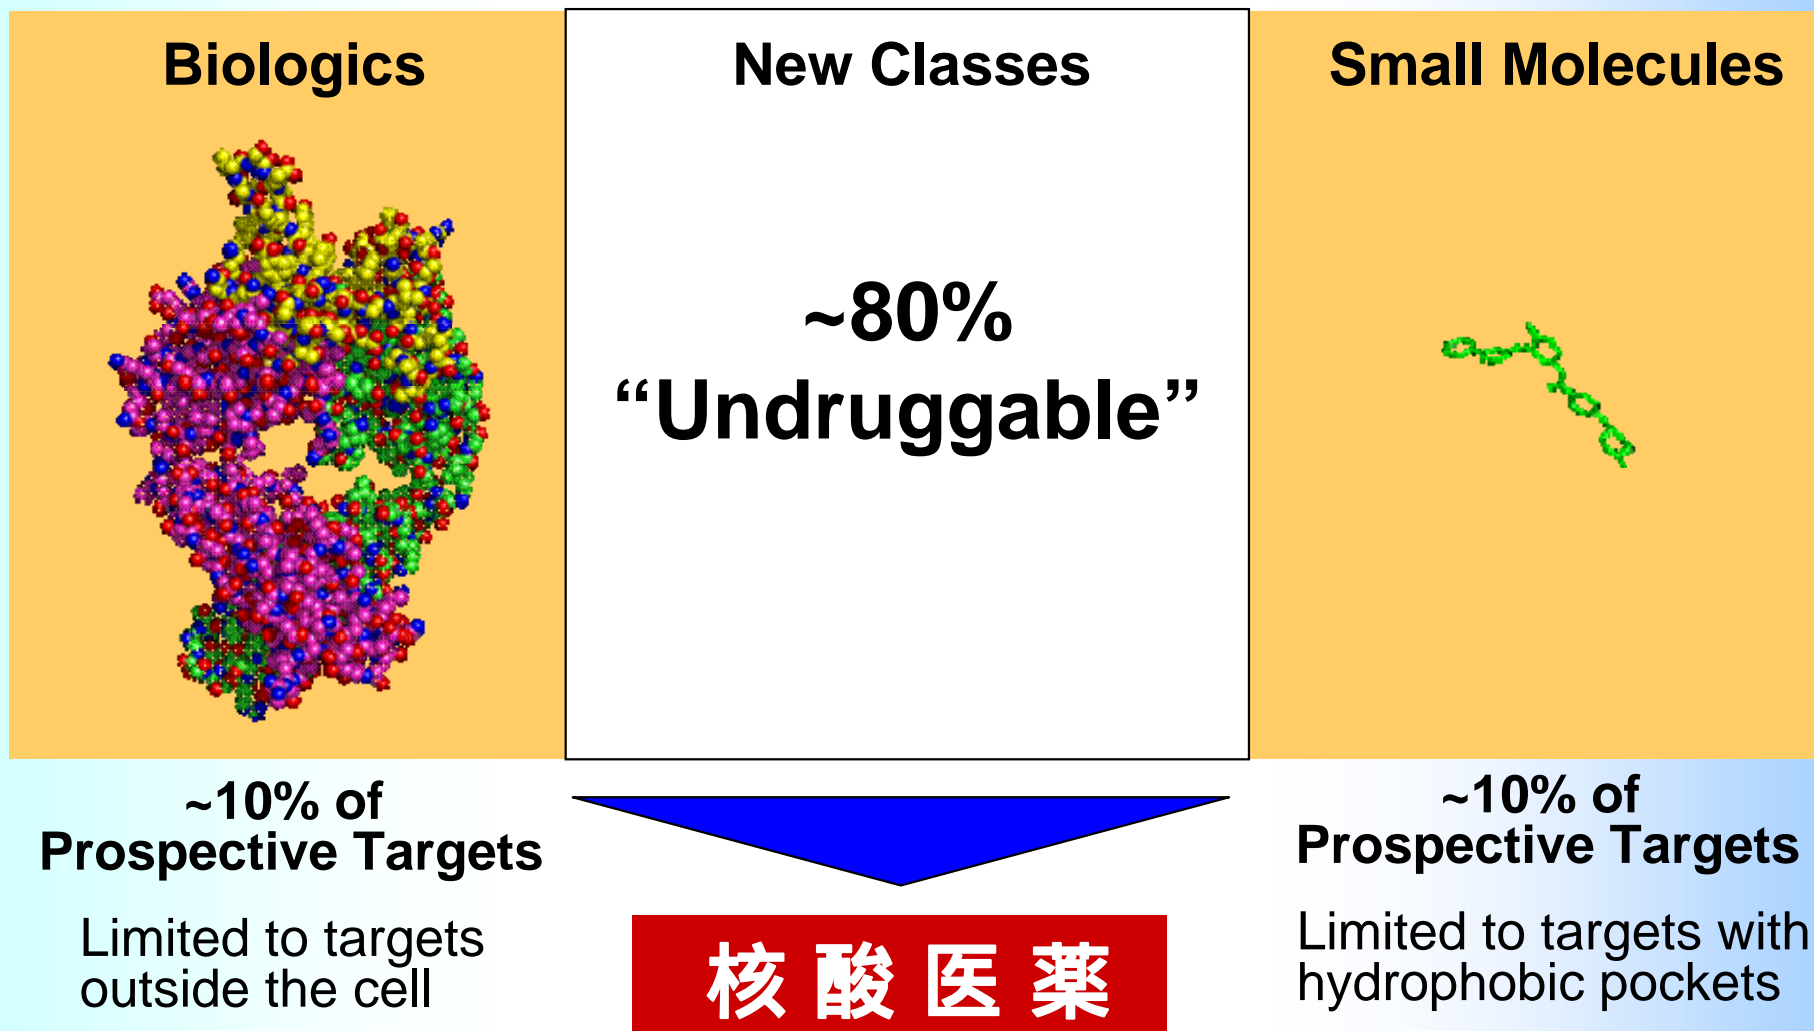 Biologics
New Classes
Small Molecules
~80%
“Undruggable”
~10% of
Prospective Targets
Limited to targets
outside the cell
核酸医薬
~10% of
Prospective Targets
Limited to targets with
hydrophobic pockets